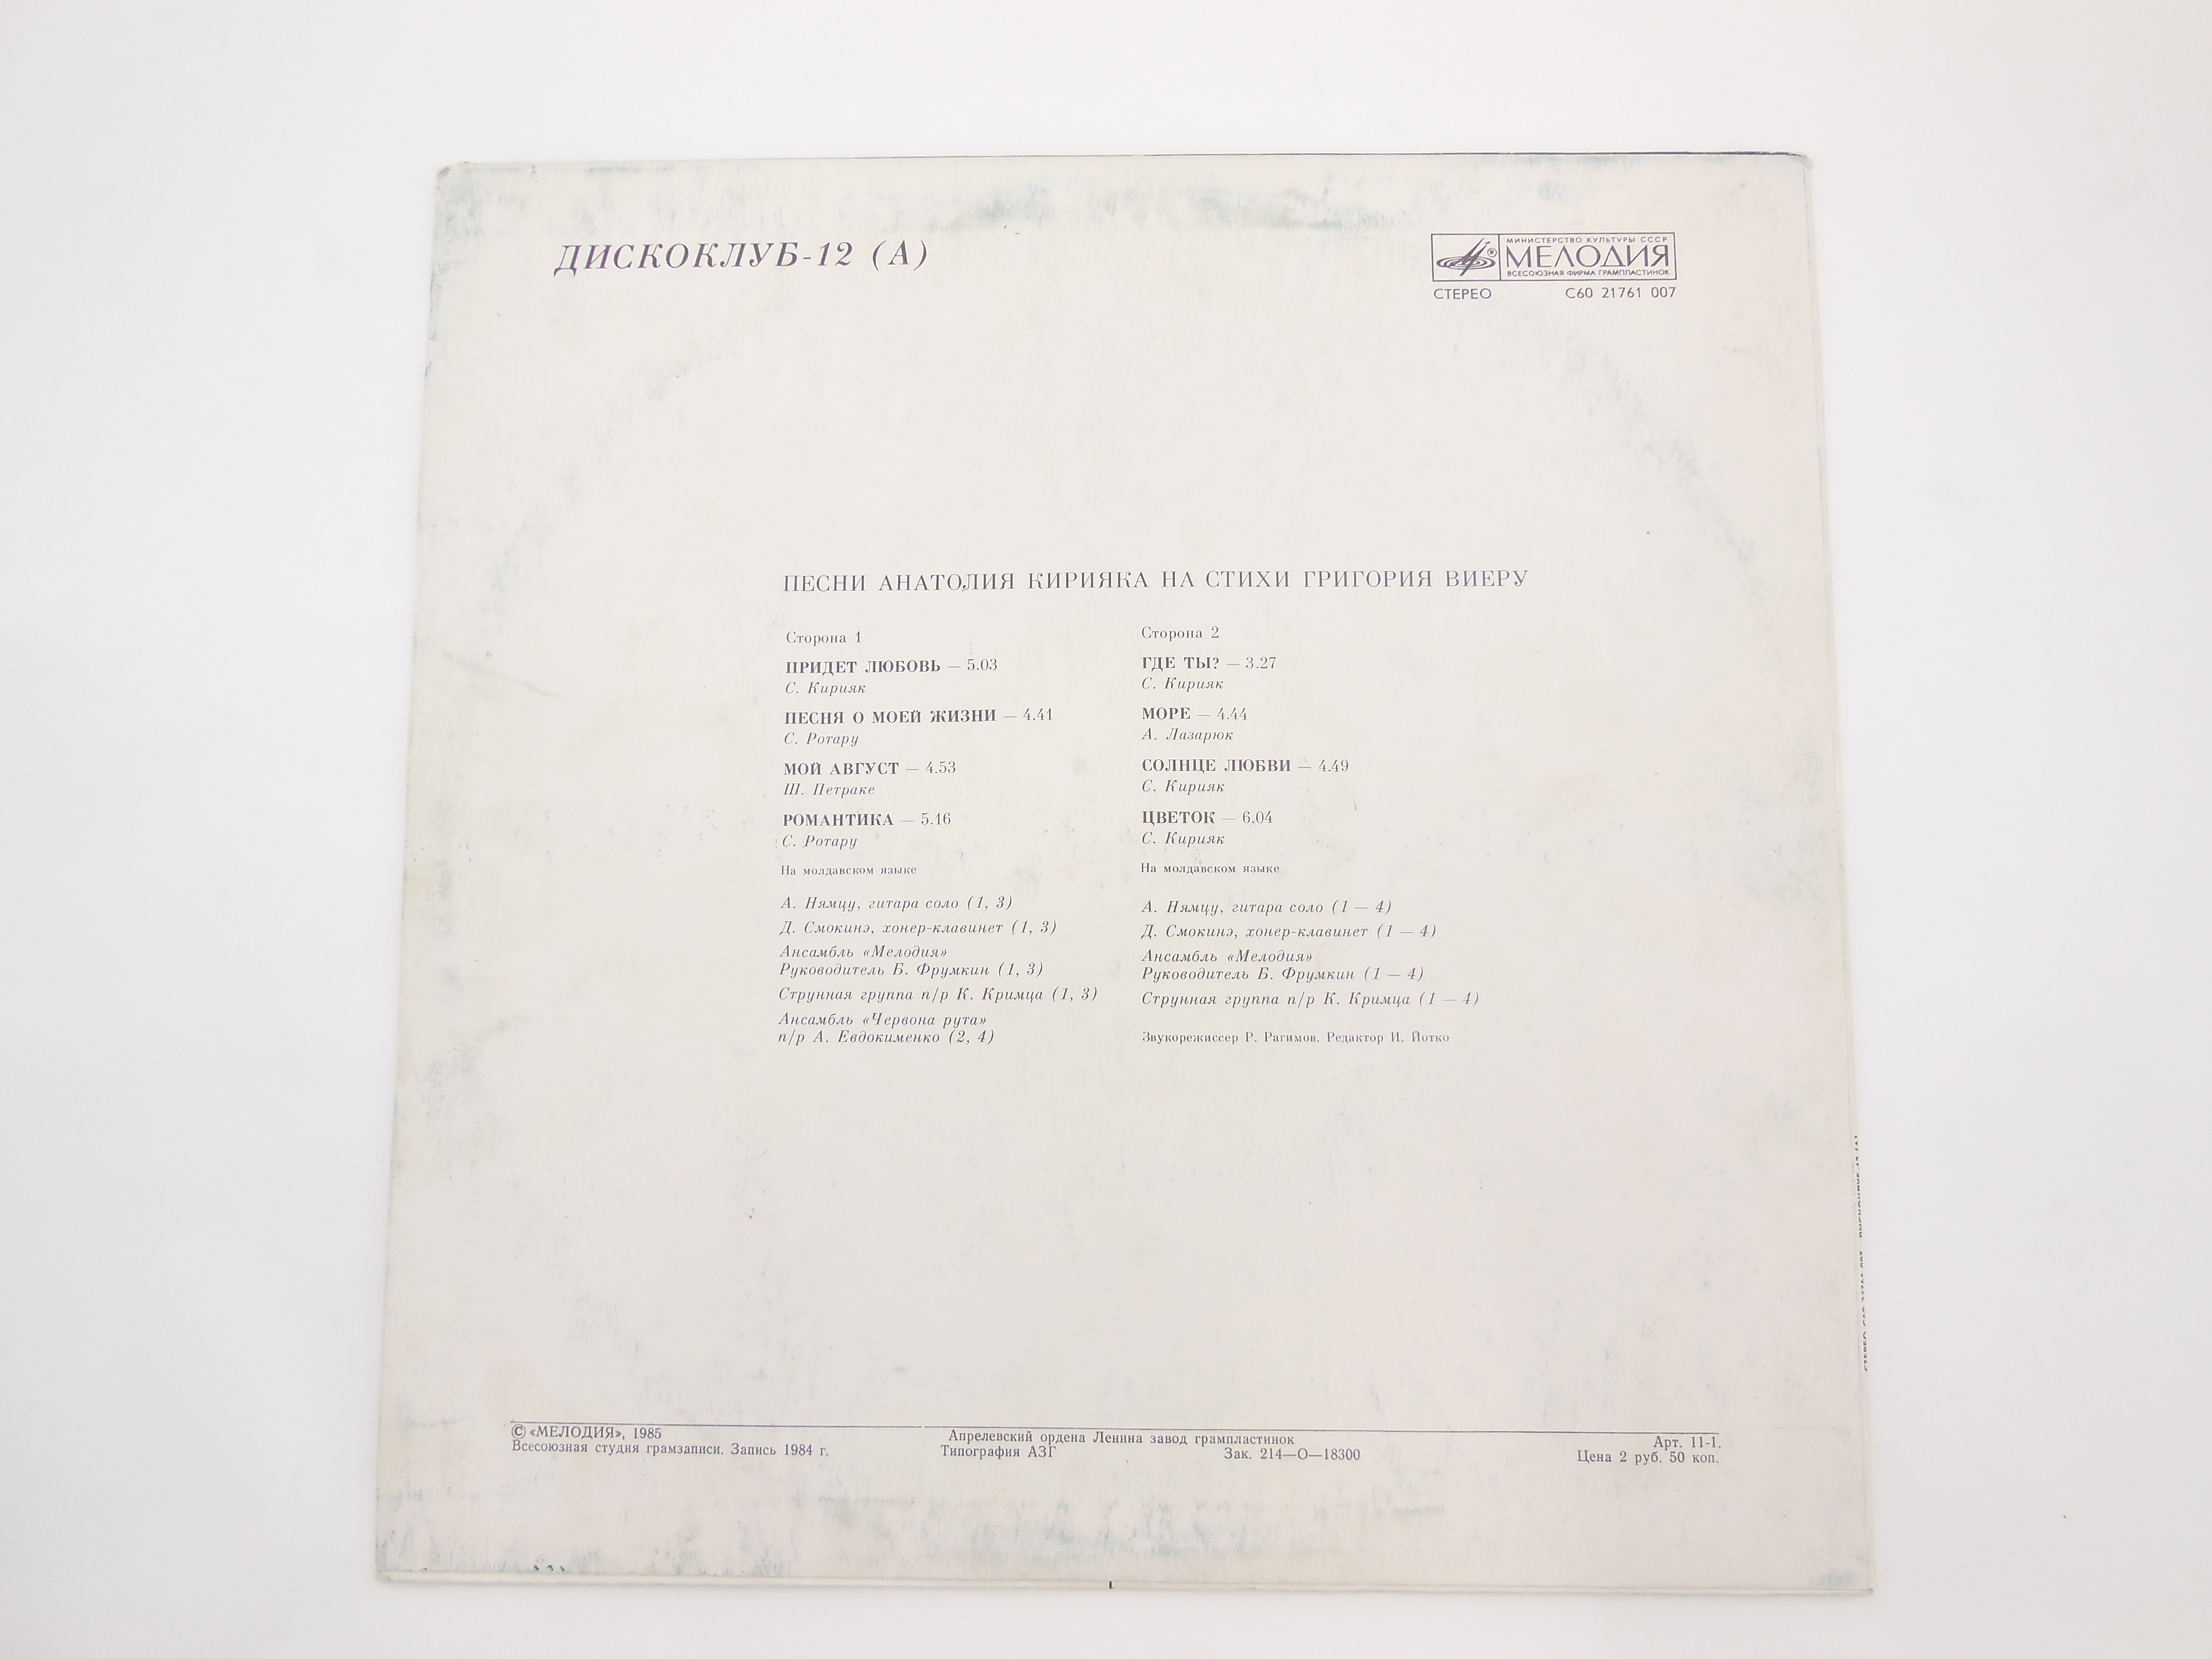 ДИСКОКЛУБ-12 (А)
МИНИСТЕРСТВО КУЛЬТУРЫ СССР
МЕЛОДИЯ
ВСЕСОЮЗНАЯ ФИРМА ГРАМПЛАСТИНОК
СТЕРЕО С60 21761 007
ПЕСНИ АНАТОЛИЯ КИРИЯКА НА СТИХИ ГРИГОРИЯ ВИЕРУ
Сторона 1
ПРИДЕТ ЛЮБОВЬ — 5.03
С. Кирияк
ПЕСНЯ О МОЕЙ ЖИЗНИ — 4.41
С. Ротару
МОЙ АВГУСТ — 4.53
Ш. Петраке
РОМАНТИКА — 5.16
С. Ротару
На молдавском языке
А. Нямцу, гитара соло (1, 3)
Д. Смокинэ, хонер-клавинет (1, 3)
Ансамбль «Мелодия»
Руководитель Б. Фрумкин (1, 3)
Струнная группа п/р К. Кримца (1, 3)
Ансамбль «Червона рута»
п/р А. Евдокименко (2, 4)
Сторона 2
ГДЕ ТЫ? — 3.27
С. Кирияк
МОРЕ — 4.44
А. Лазарюк
СОЛНЦЕ ЛЮБВИ — 4.49
С. Кирияк
ЦВЕТОК — 6.04
С. Кирияк
На молдавском языке
А. Нямцу, гитара соло (1 — 4)
Д. Смокинэ, хонер-клавинет (1 — 4)
Ансамбль «Мелодия»
Руководитель Б. Фрумкин (1 — 4)
Струнная группа п/р К. Кримца (1 — 4)
Звукорежиссер Р. Рагимов. Редактор И. Йотко
© «МЕЛОДИЯ», 1985
Всесоюзная студия грамзаписи. Запись 1984 г.
Апрелевский ордена Ленина завод грампластинок
Типография АЗГ Зак. 214—О—18300
Арт. 11-1.
Цена 2 руб. 50 коп.